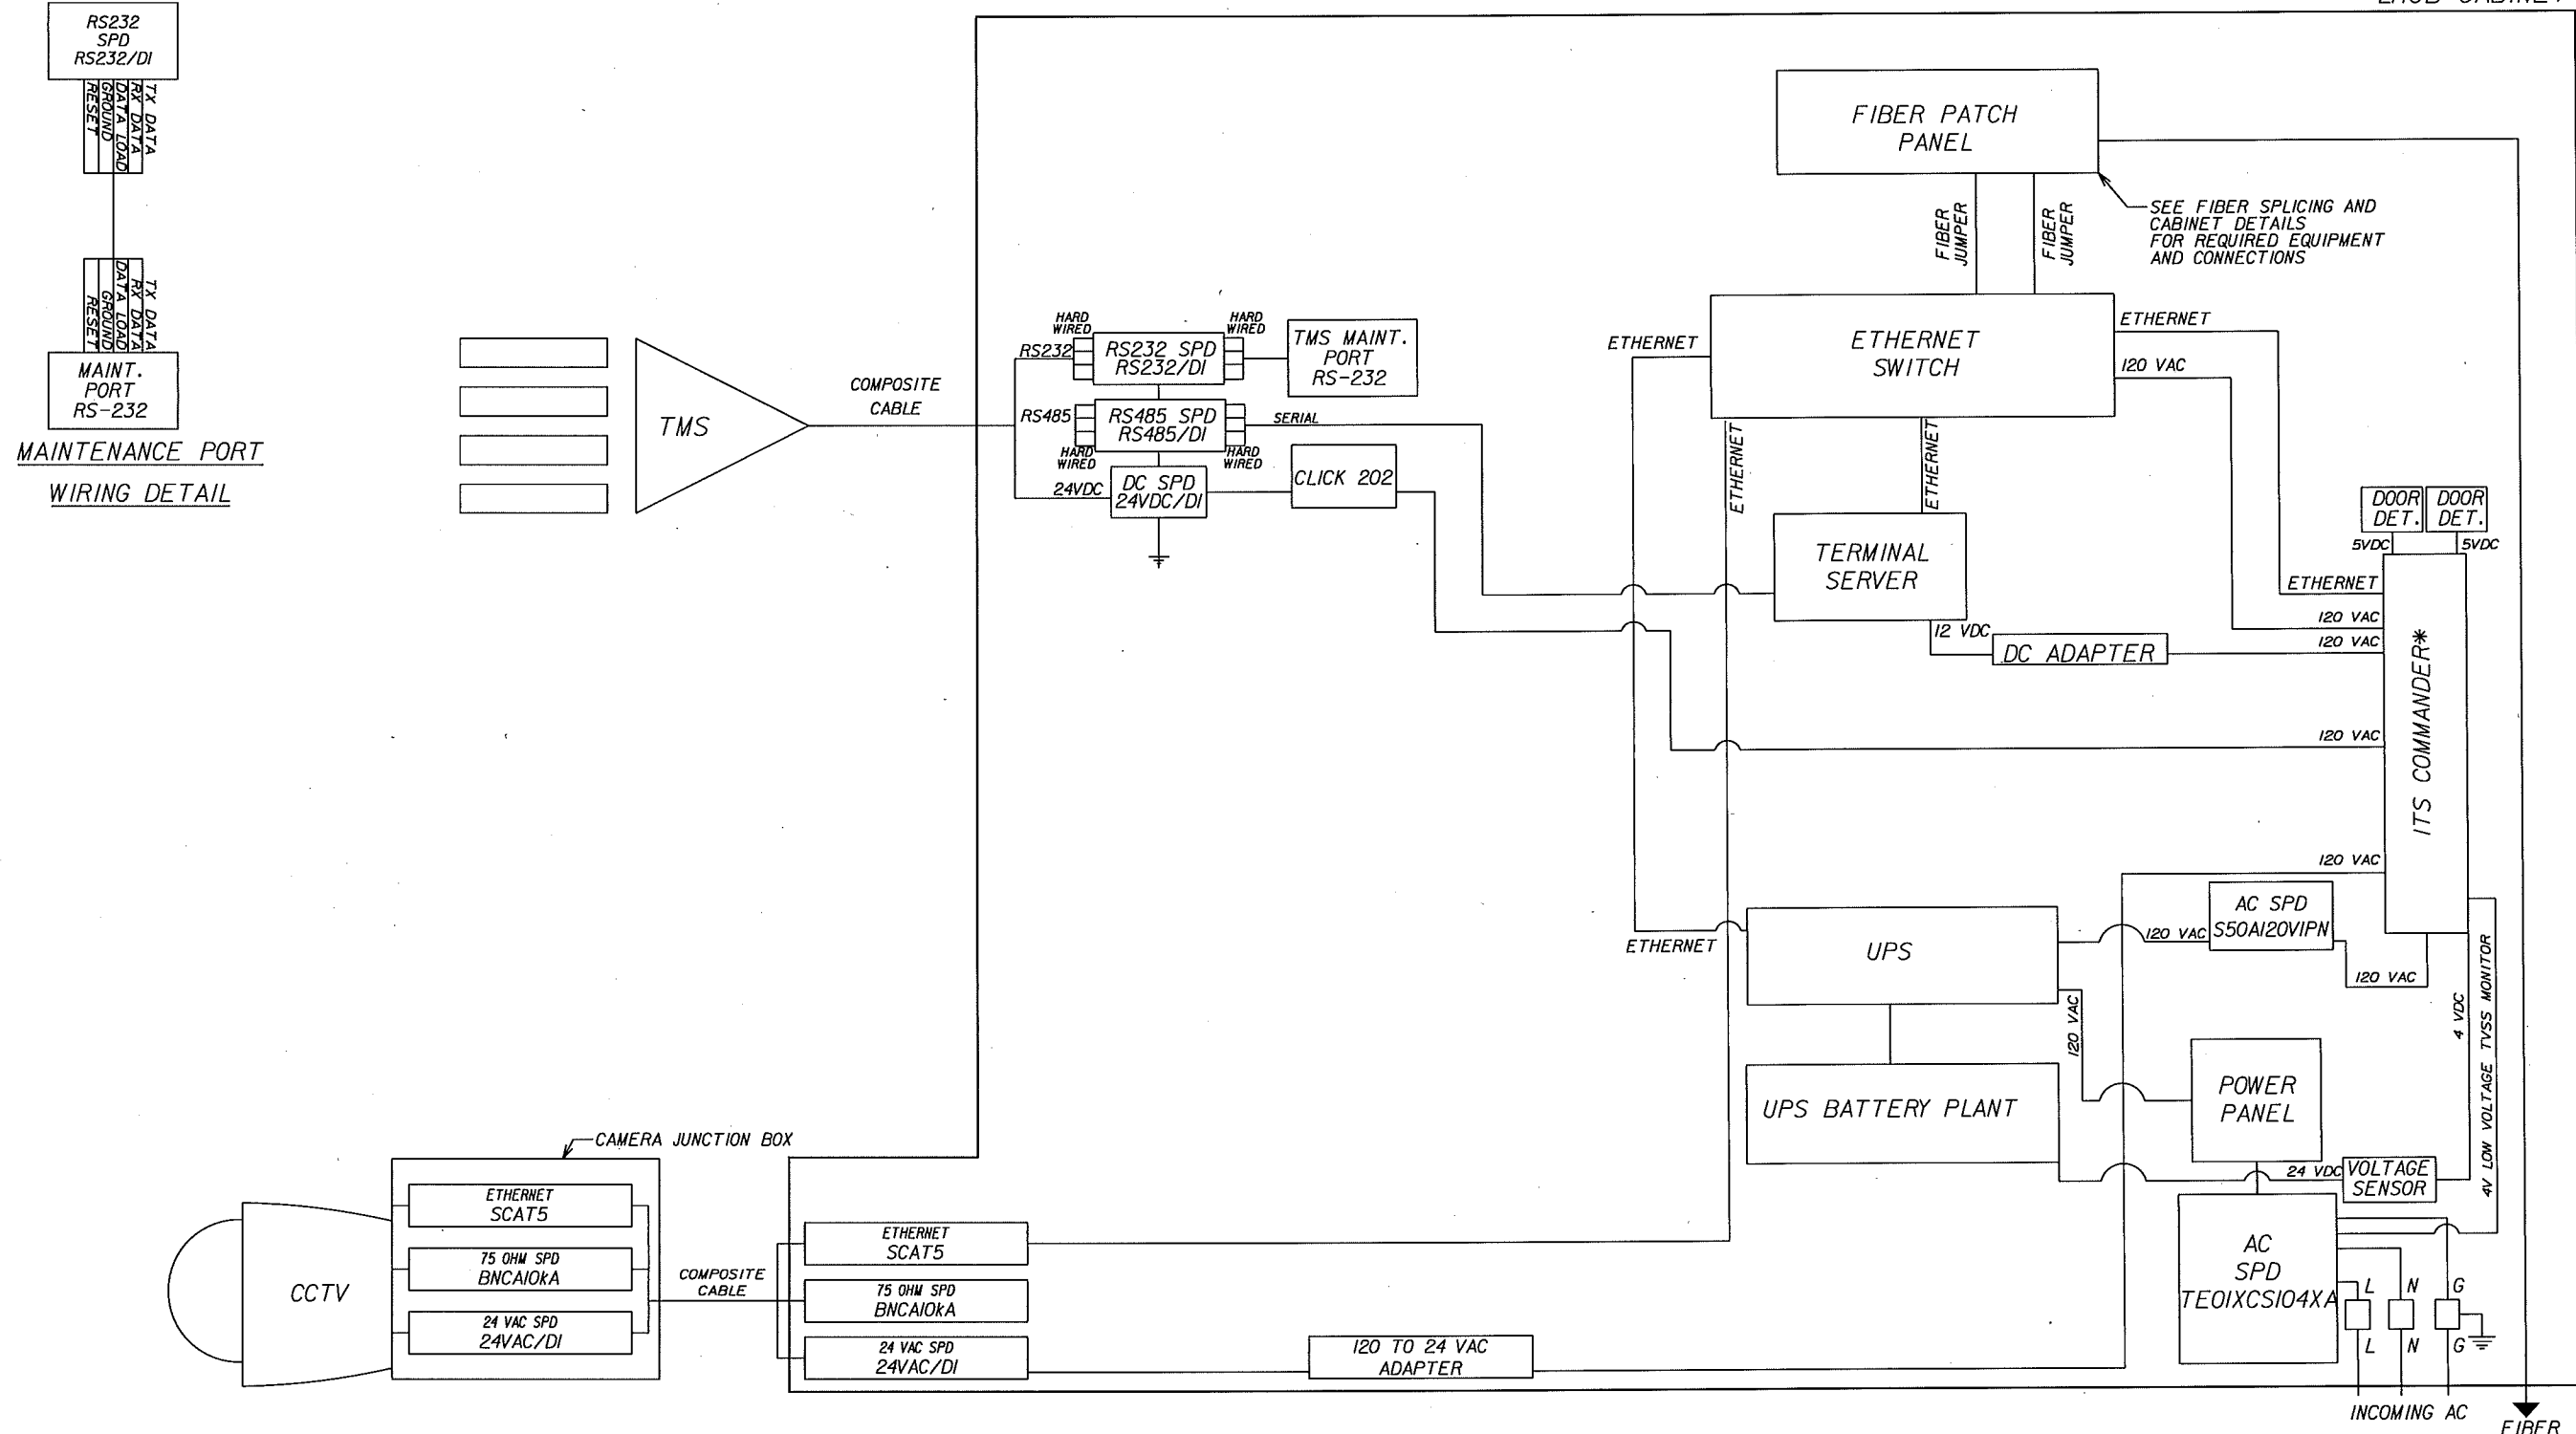 RS232
SPD
RS232/DI
TX DATA
RX DATA
DATA LOAD
GROUND
RESET
TX DATA
RX DATA
DATA LOAD
GROUND
RESET
MAINT.
PORT
RS-232
MAINTENANCE PORT
WIRING DETAIL
TMS
COMPOSITE
CABLE
RS232
HARD
WIRED
RS232 SPD
RS232/DI
HARD
WIRED
TMS MAINT.
PORT
RS-232
RS485
RS485 SPD
RS485/DI
SERIAL
HARD
WIRED
HARD
WIRED
24VDC
DC SPD
24VDC/DI
CLICK 202
FIBER PATCH
PANEL
FIBER
JUMPER
FIBER
JUMPER
SEE FIBER SPLICING AND
CABINET DETAILS
FOR REQUIRED EQUIPMENT
AND CONNECTIONS
ETHERNET
ETHERNET
SWITCH
ETHERNET
120 VAC
ETHERNET
ETHERNET
TERMINAL
SERVER
12 VDC
DC ADAPTER
DOOR
DET.
DOOR
DET.
5VDC
5VDC
ETHERNET
120 VAC
120 VAC
120 VAC
120 VAC
ITS COMMANDER*
AC SPD
S50A120V1PN
120 VAC
120 VAC
ETHERNET
UPS
120 VAC
UPS BATTERY PLANT
POWER
PANEL
4 VDC
4V LOW VOLTAGE TVSS MONITOR
24 VDC
VOLTAGE
SENSOR
AC
SPD
TE01XCS104XA
L
N
G
L
N
G
INCOMING AC
FIBER
CAMERA JUNCTION BOX
CCTV
ETHERNET
SCAT5
75 OHM SPD
BNCA10KA
24 VAC SPD
24VAC/DI
COMPOSITE
CABLE
ETHERNET
SCAT5
75 OHM SPD
BNCA10KA
24 VAC SPD
24VAC/DI
120 TO 24 VAC
ADAPTER